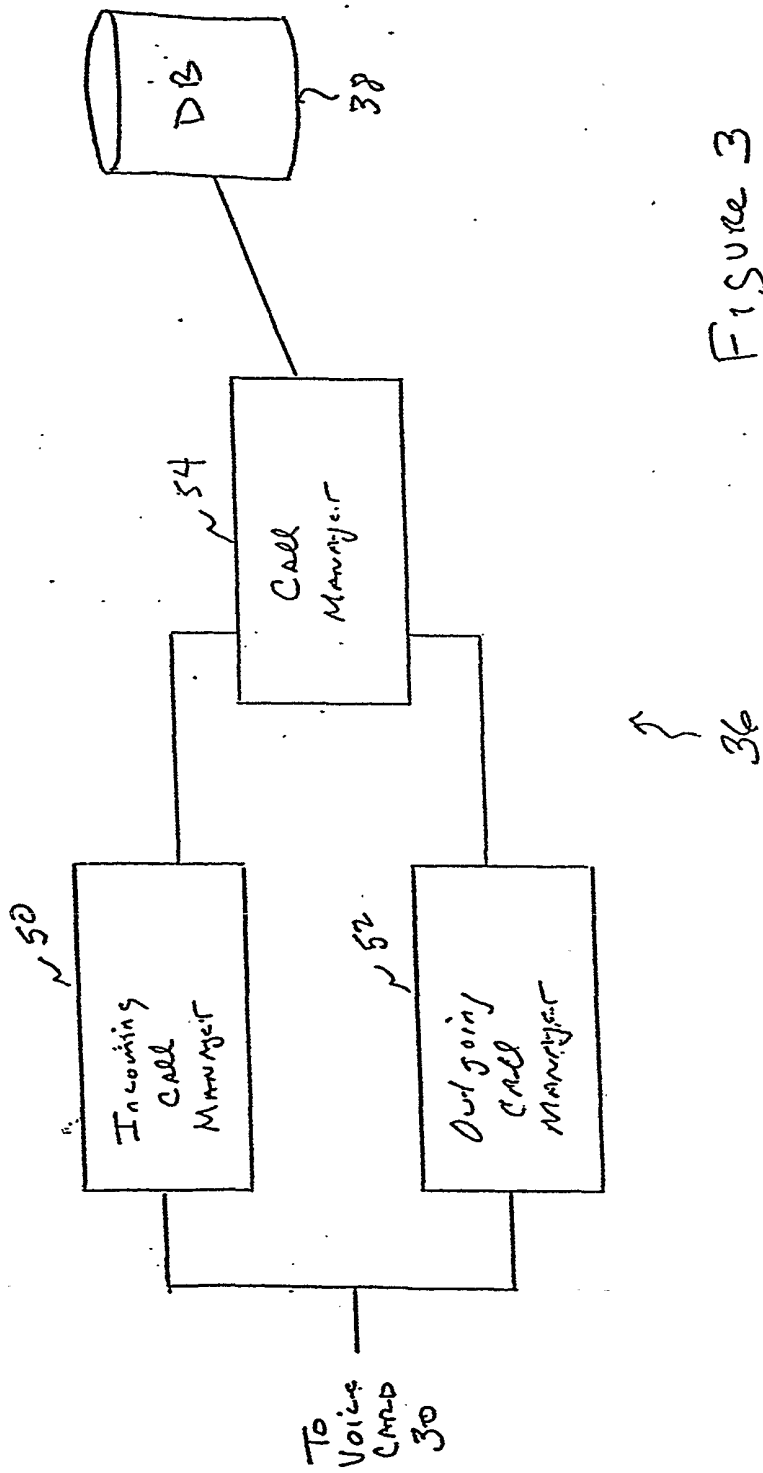 To
Voice
CARD
30
Incoming
CAll
MANAger
50
Outgoing
CAll
MANAger
52
CAll
MANAger
54
DB
38
36
Figure 3